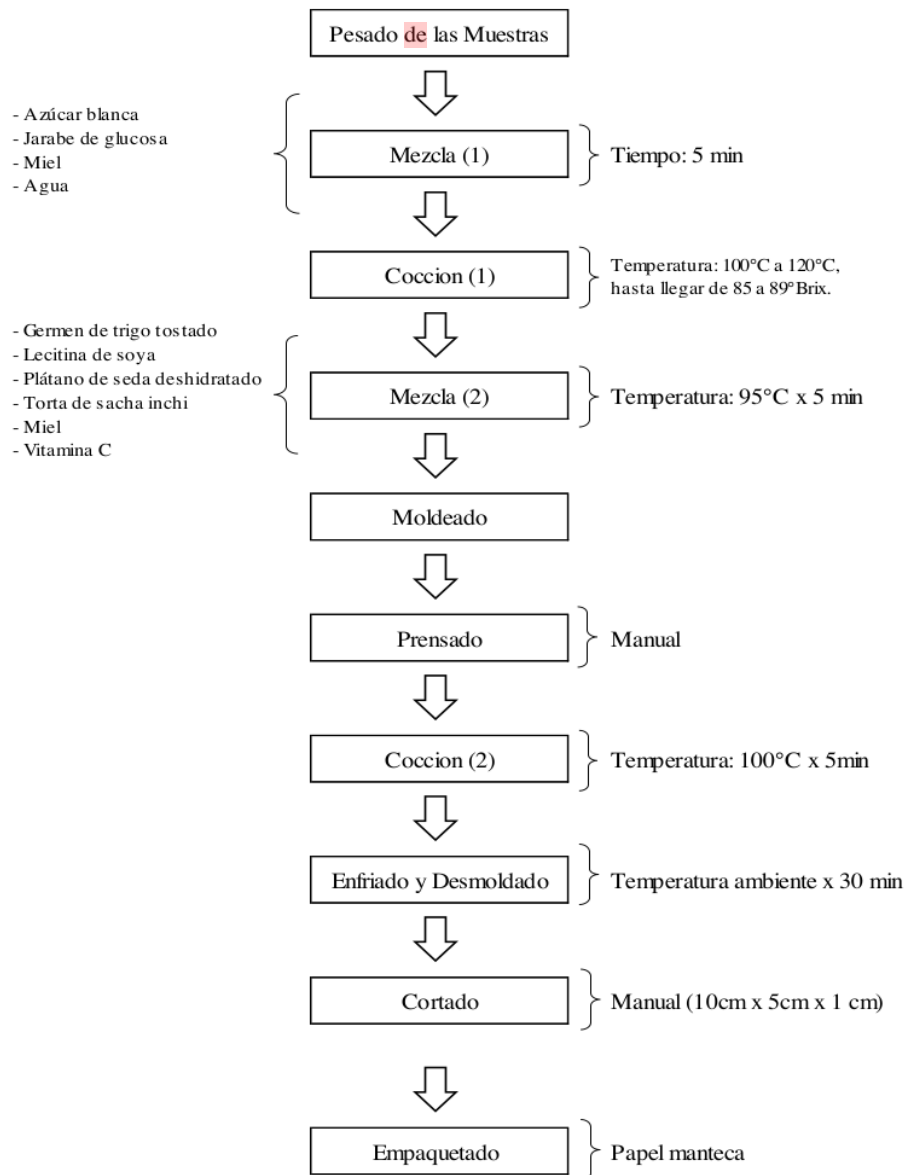 Pesado de las Muestras
- Azúcar blanca
- Jarabe de glucosa
- Miel
- Agua
Mezcla (1)
Tiempo: 5 min
Coccion (1)
Temperatura: 100°C a 120°C,
hasta llegar de 85 a 89°Brix.
- Germen de trigo tostado
- Lecitina de soya
- Plátano de seda deshidratado
- Torta de sacha inchi
- Miel
- Vitamina C
Mezcla (2)
Temperatura: 95°C x 5 min
Moldeado
Prensado
Manual
Coccion (2)
Temperatura: 100°C x 5min
Enfriado y Desmoldado
Temperatura ambiente x 30 min
Cortado
Manual (10cm x 5cm x 1 cm)
Empaquetado
Papel manteca